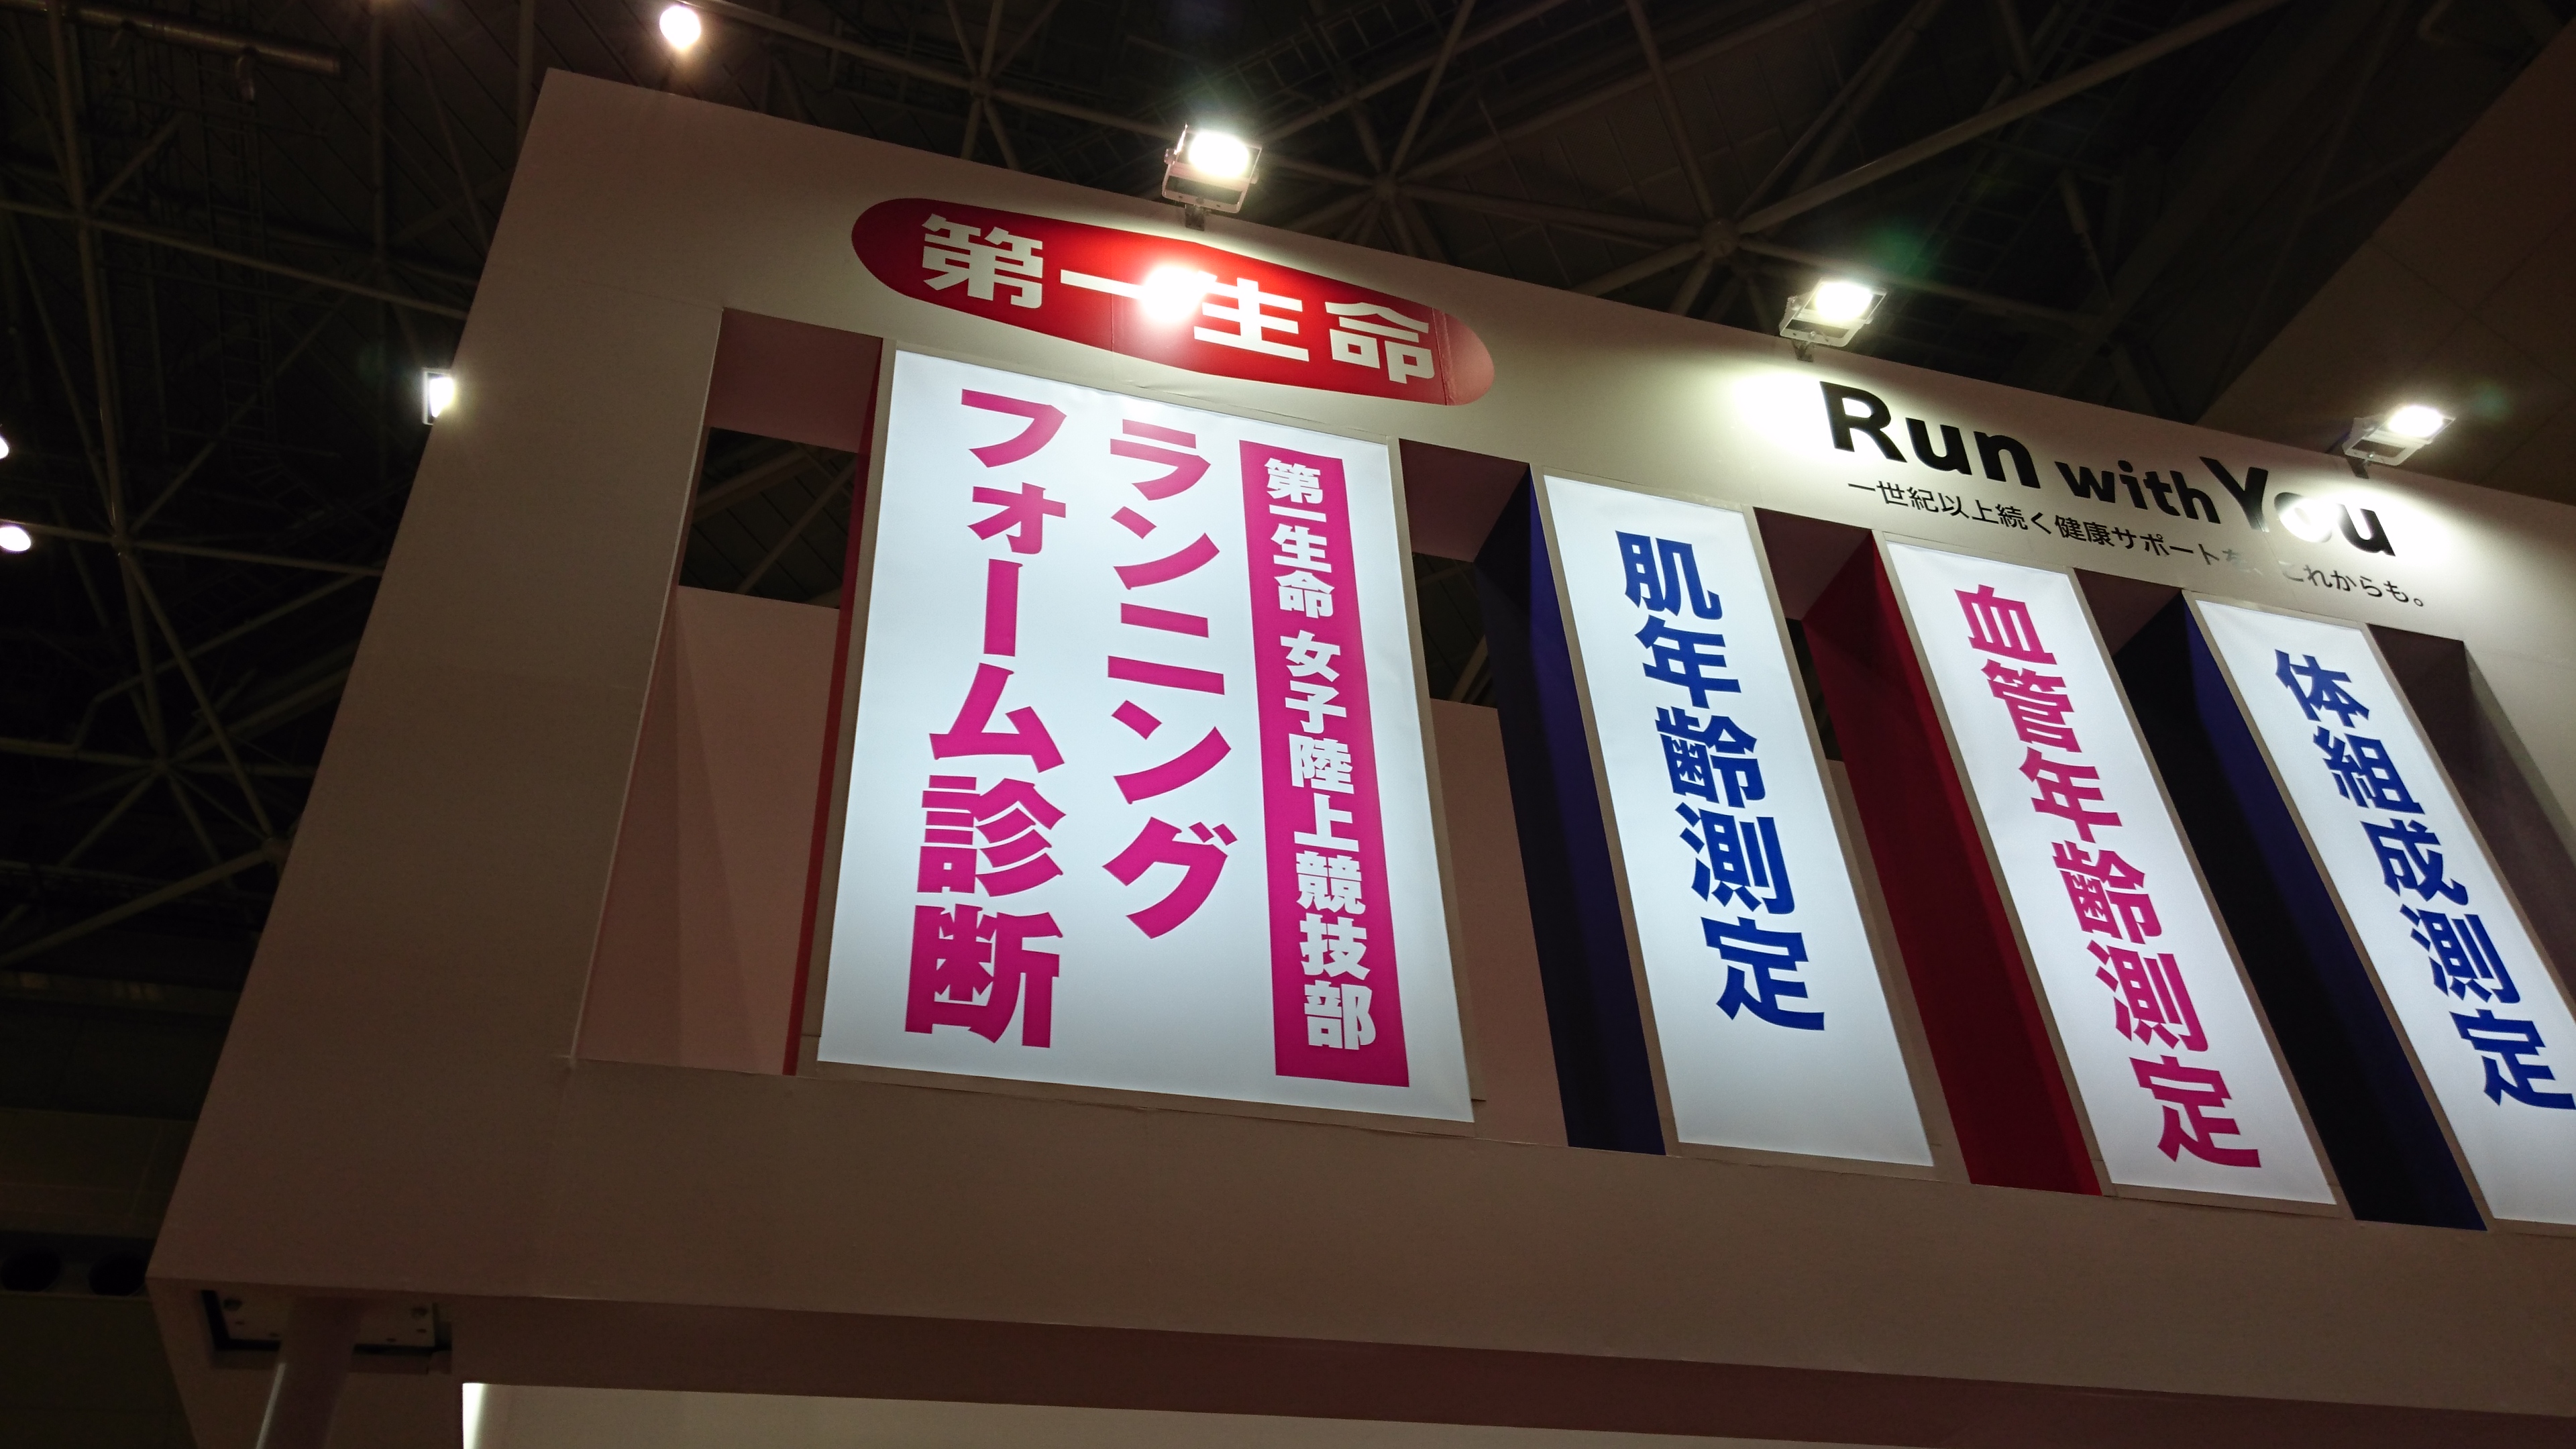 第一生命
Run with You
一世紀以上続く健康サポートを、これからも。
第一生命 女子陸上競技部
ランニング
フォーム診断
肌年齢測定
血管年齢測定
体組成測定